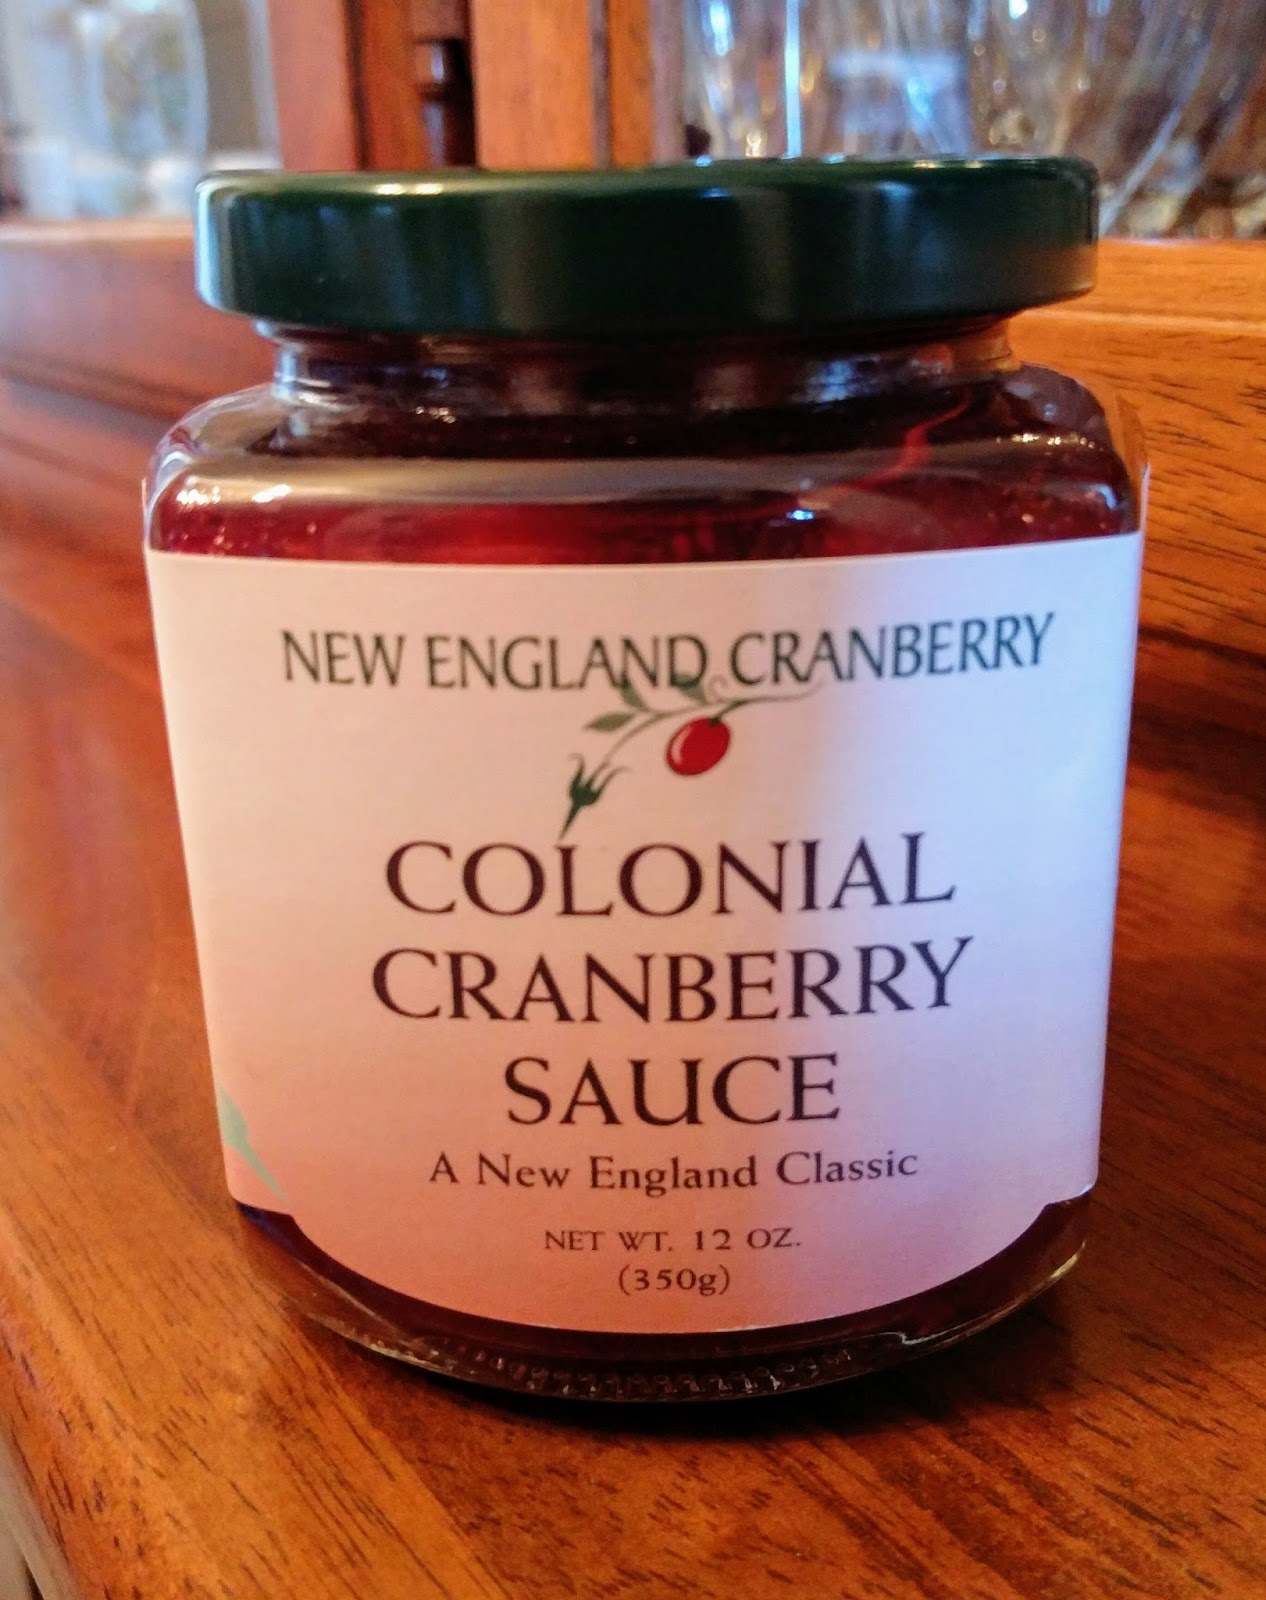 NEW ENGLAND CRANBERRY
COLONIAL
CRANBERRY
SAUCE
A New England Classic
NET WT. 12 OZ.
(350g)